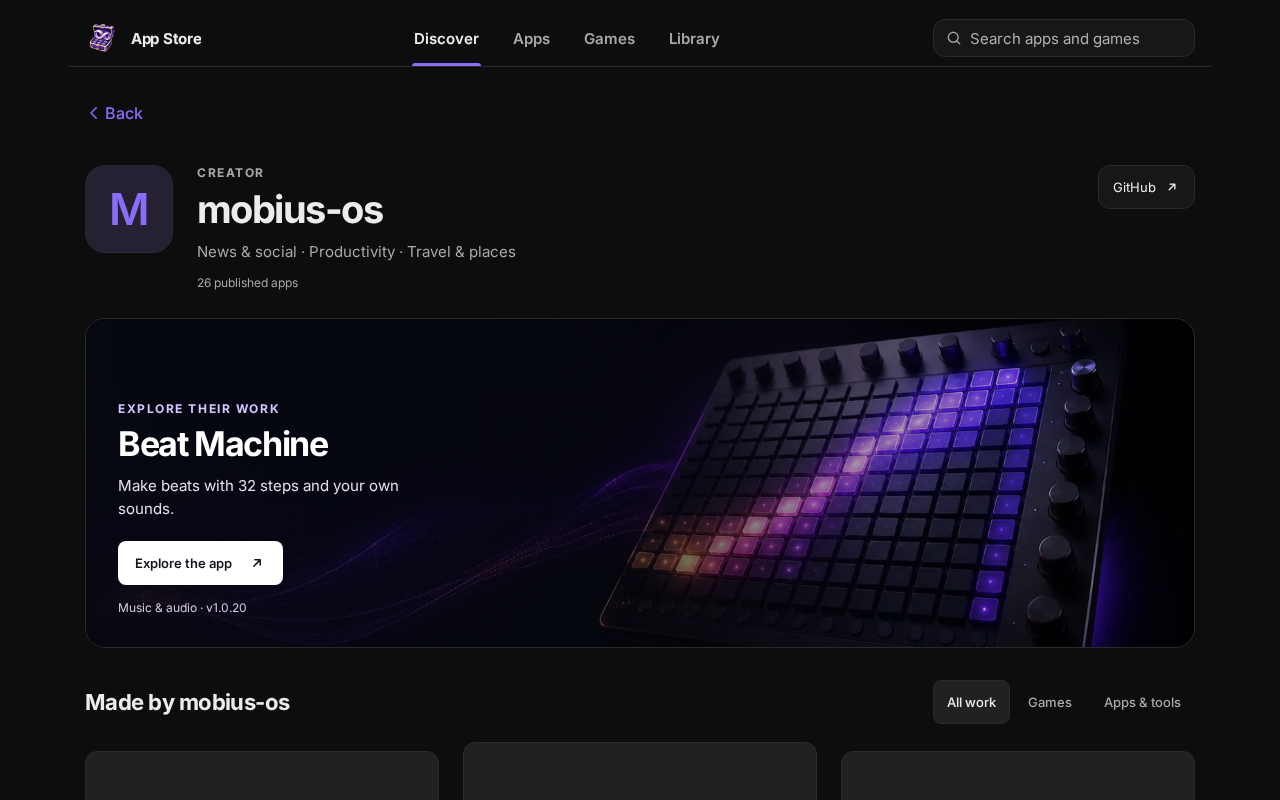 App Store
Discover
Apps
Games
Library
Search apps and games
Back
M
CREATOR
mobius-os
GitHub
News & social · Productivity · Travel & places
26 published apps
EXPLORE THEIR WORK
Beat Machine
Make beats with 32 steps and your own
sounds.
Explore the app
Music & audio · v1.0.20
Made by mobius-os
All work
Games
Apps & tools